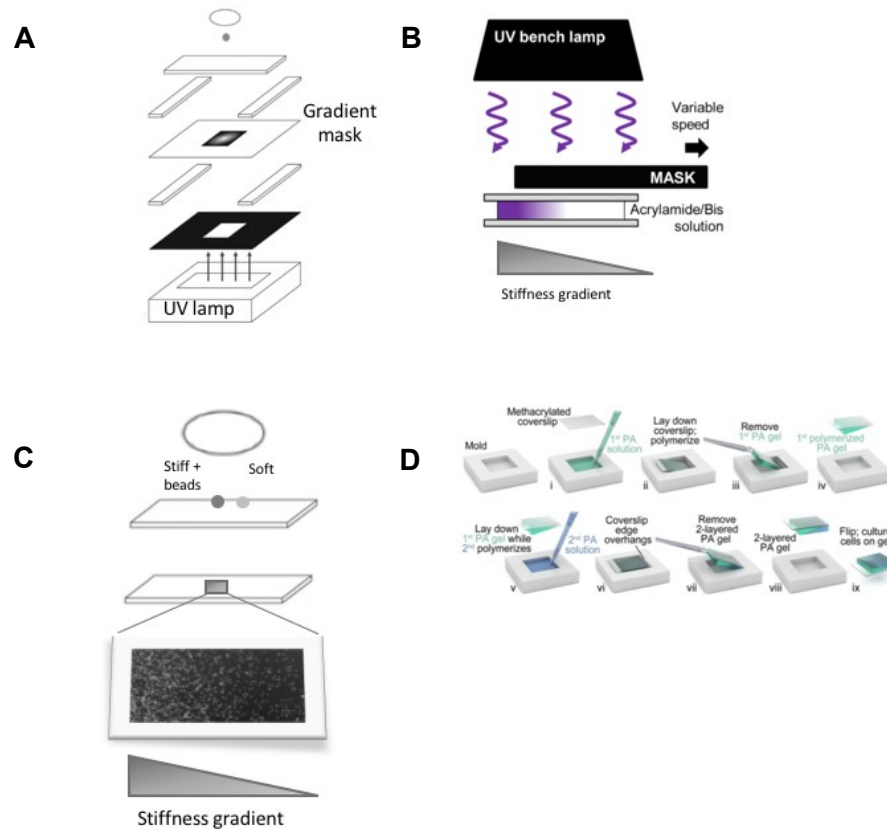 A
Gradient
mask
UV lamp
B
UV bench lamp
Variable
speed
MASK
Acrylamide/Bis
solution
Stiffness gradient
C
Stiff +
beads
Soft
Stiffness gradient
D
Mold
Methacrylated
coverslip
1st PA
solution
i
Lay down
coverslip;
polymerize
ii
Remove
1st PA gel
iii
1st polymerized
PA gel
iv
Lay down
1st PA gel while
2nd polymerizes
2nd PA
solution
v
Coverslip
edge
overhangs
vi
Remove
2-layered
PA gel
vii
2-layered
PA gel
viii
Flip; culture
cells on gel
ix